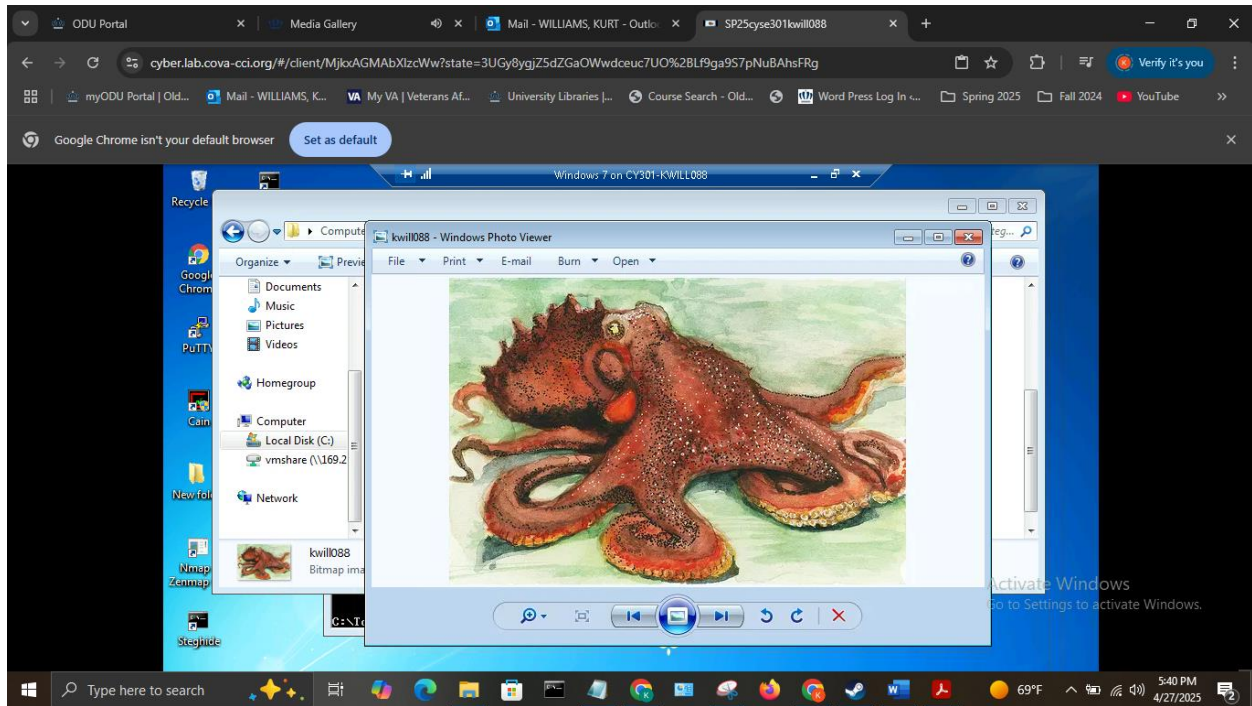 ODU Portal
Media Gallery
Mail - WILLIAMS, KURT - Outlo
SP25cyse301kwill088
cyber.lab.cova-cci.org/#/client/MjkxAGMAbXlzcWw?state=3UGy8ygjZ5dZGaOWwdceuc7UO%2BLf9ga9S7pNuBAhsFRg
Verify it's you
myODU Portal | Old...
Mail - WILLIAMS, K...
VA My VA | Veterans Af...
University Libraries |...
Course Search - Old...
Word Press Log In ‹...
Spring 2025
Fall 2024
YouTube
Google Chrome isn't your default browser
Set as default
Windows 7 on CY301-KWILL088
Recycle
Compute
kwill088 - Windows Photo Viewer
Organize
Previe
File
Print
E-mail
Burn
Open
Googl
Chrom
Documents
Music
Pictures
Videos
PuTTY
Homegroup
Cain
Computer
Local Disk (C:)
vmshare (\\169.2
New fol
Network
kwill088
Bitmap ima
Nmap
Zenmap
Steghide
Activate Windows
Go to Settings to activate Windows.
Type here to search
69°F
5:40 PM
4/27/2025
2